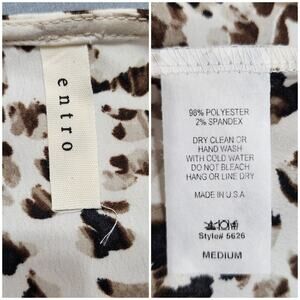 entro
98% POLYESTER
2% SPANDEX
DRY CLEAN OR
HAND WASH
WITH COLD WATER
DO NOT BLEACH
HANG OR LINE DRY
MADE IN U.S.A
Style# 5626
MEDIUM